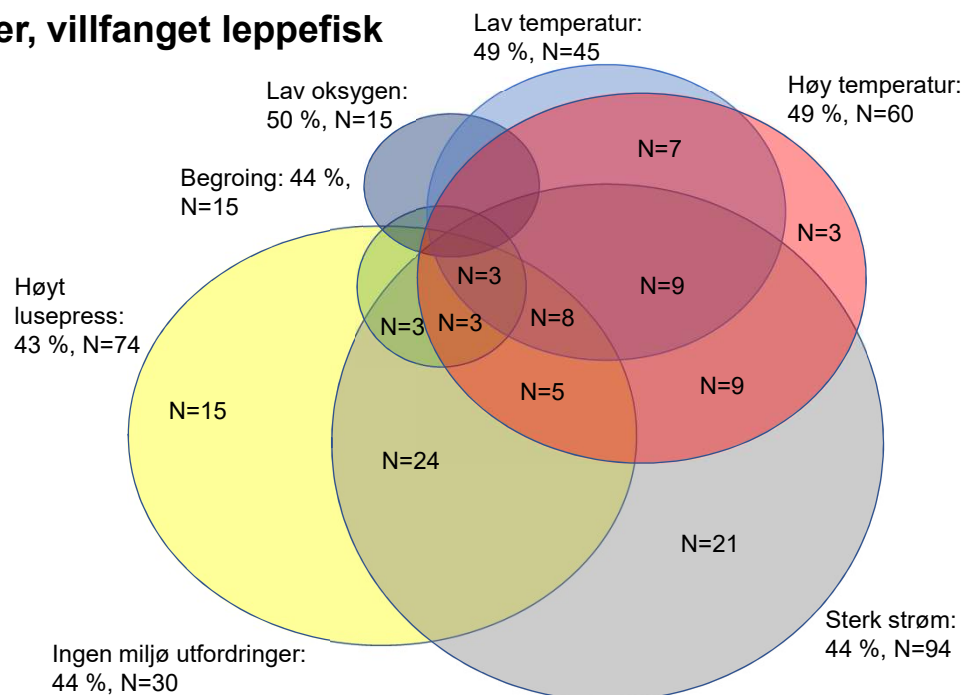 er, villfanget leppefisk
Lav temperatur:
49 %, N=45
Høy temperatur:
49 %, N=60
Lav oksygen:
50 %, N=15
Begroing: 44 %,
N=15
Høyt
lusepress:
43 %, N=74
N=7
N=3
N=3
N=9
N=3
N=3
N=8
N=5
N=9
N=15
N=24
N=21
Sterk strøm:
44 %, N=94
Ingen miljø utfordringer:
44 %, N=30